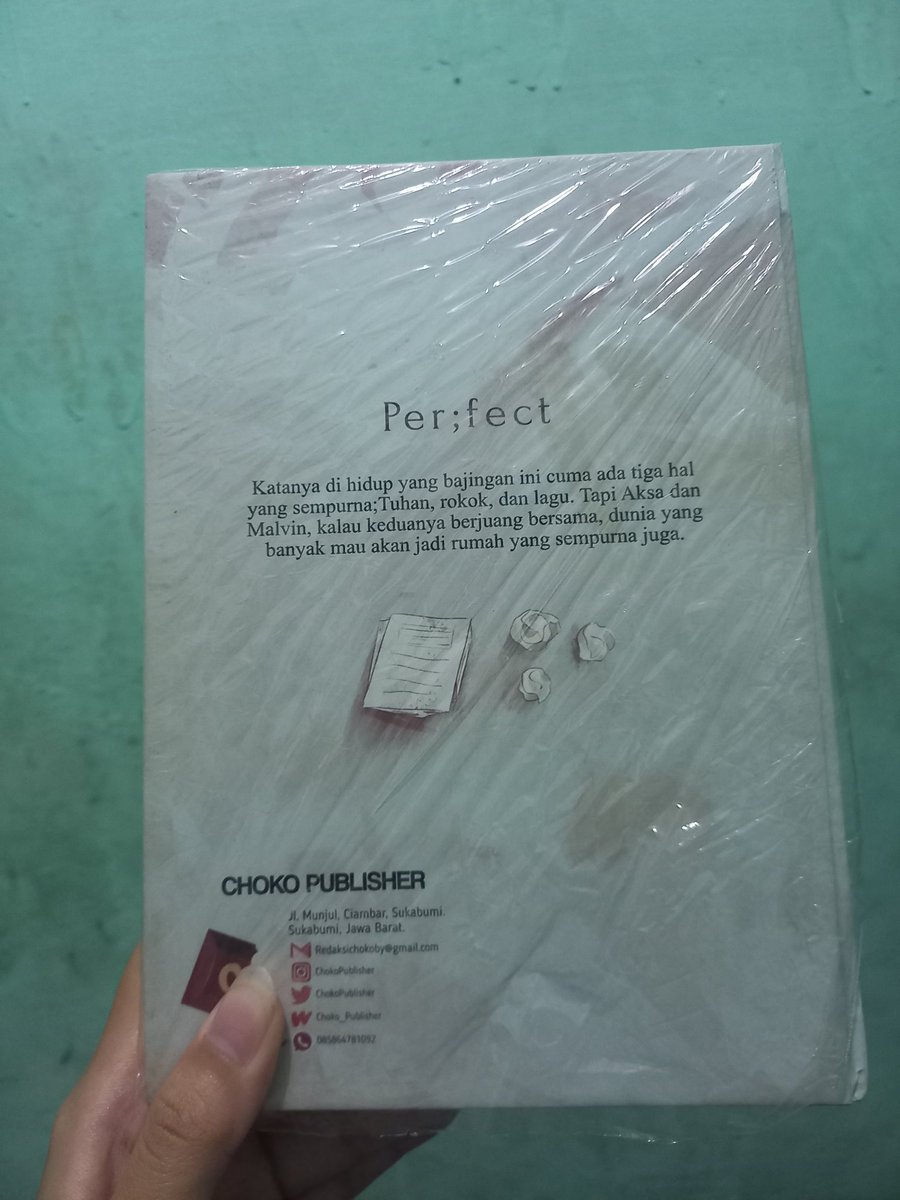 Per;fect
Katanya di hidup yang bajingan ini cuma ada tiga hal
yang sempurna;Tuhan, rokok, dan lagu. Tapi Aksa dan
Malvin, kalau keduanya berjuang bersama, dunia yang
banyak mau akan jadi rumah yang sempurna juga.
CHOKO PUBLISHER
Jl. Munjul, Ciambar, Sukabumi.
Sukabumi, Jawa Barat.
Redaksichokoby@gmail.com
ChokoPublisher
ChokoPublisher
Choko_Publisher
085864781052